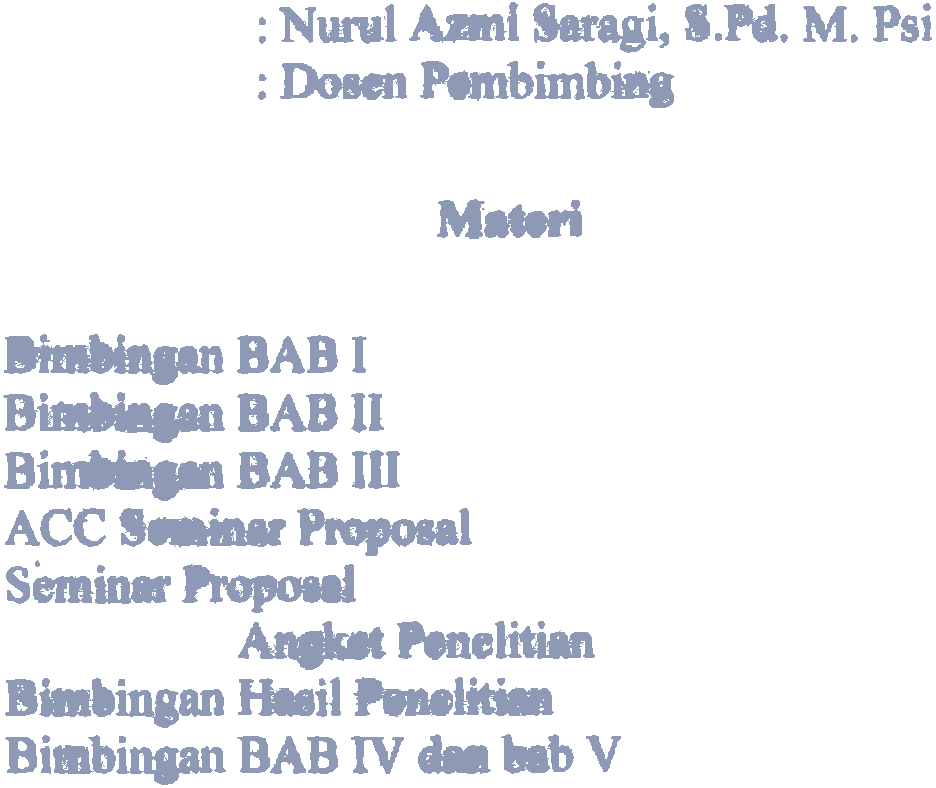 : Nurul Azmi Saragi, S.Pd. M. Psi
: Dosen Pembimbing
Materi
Bimbingan BAB I
Bimbingan BAB II
Bimbingan BAB III
ACC Seminar Proposal
Seminar Proposal
Angket Penelitian
Bimbingan Hasil Penelitian
Bimbingan BAB IV dan bab V